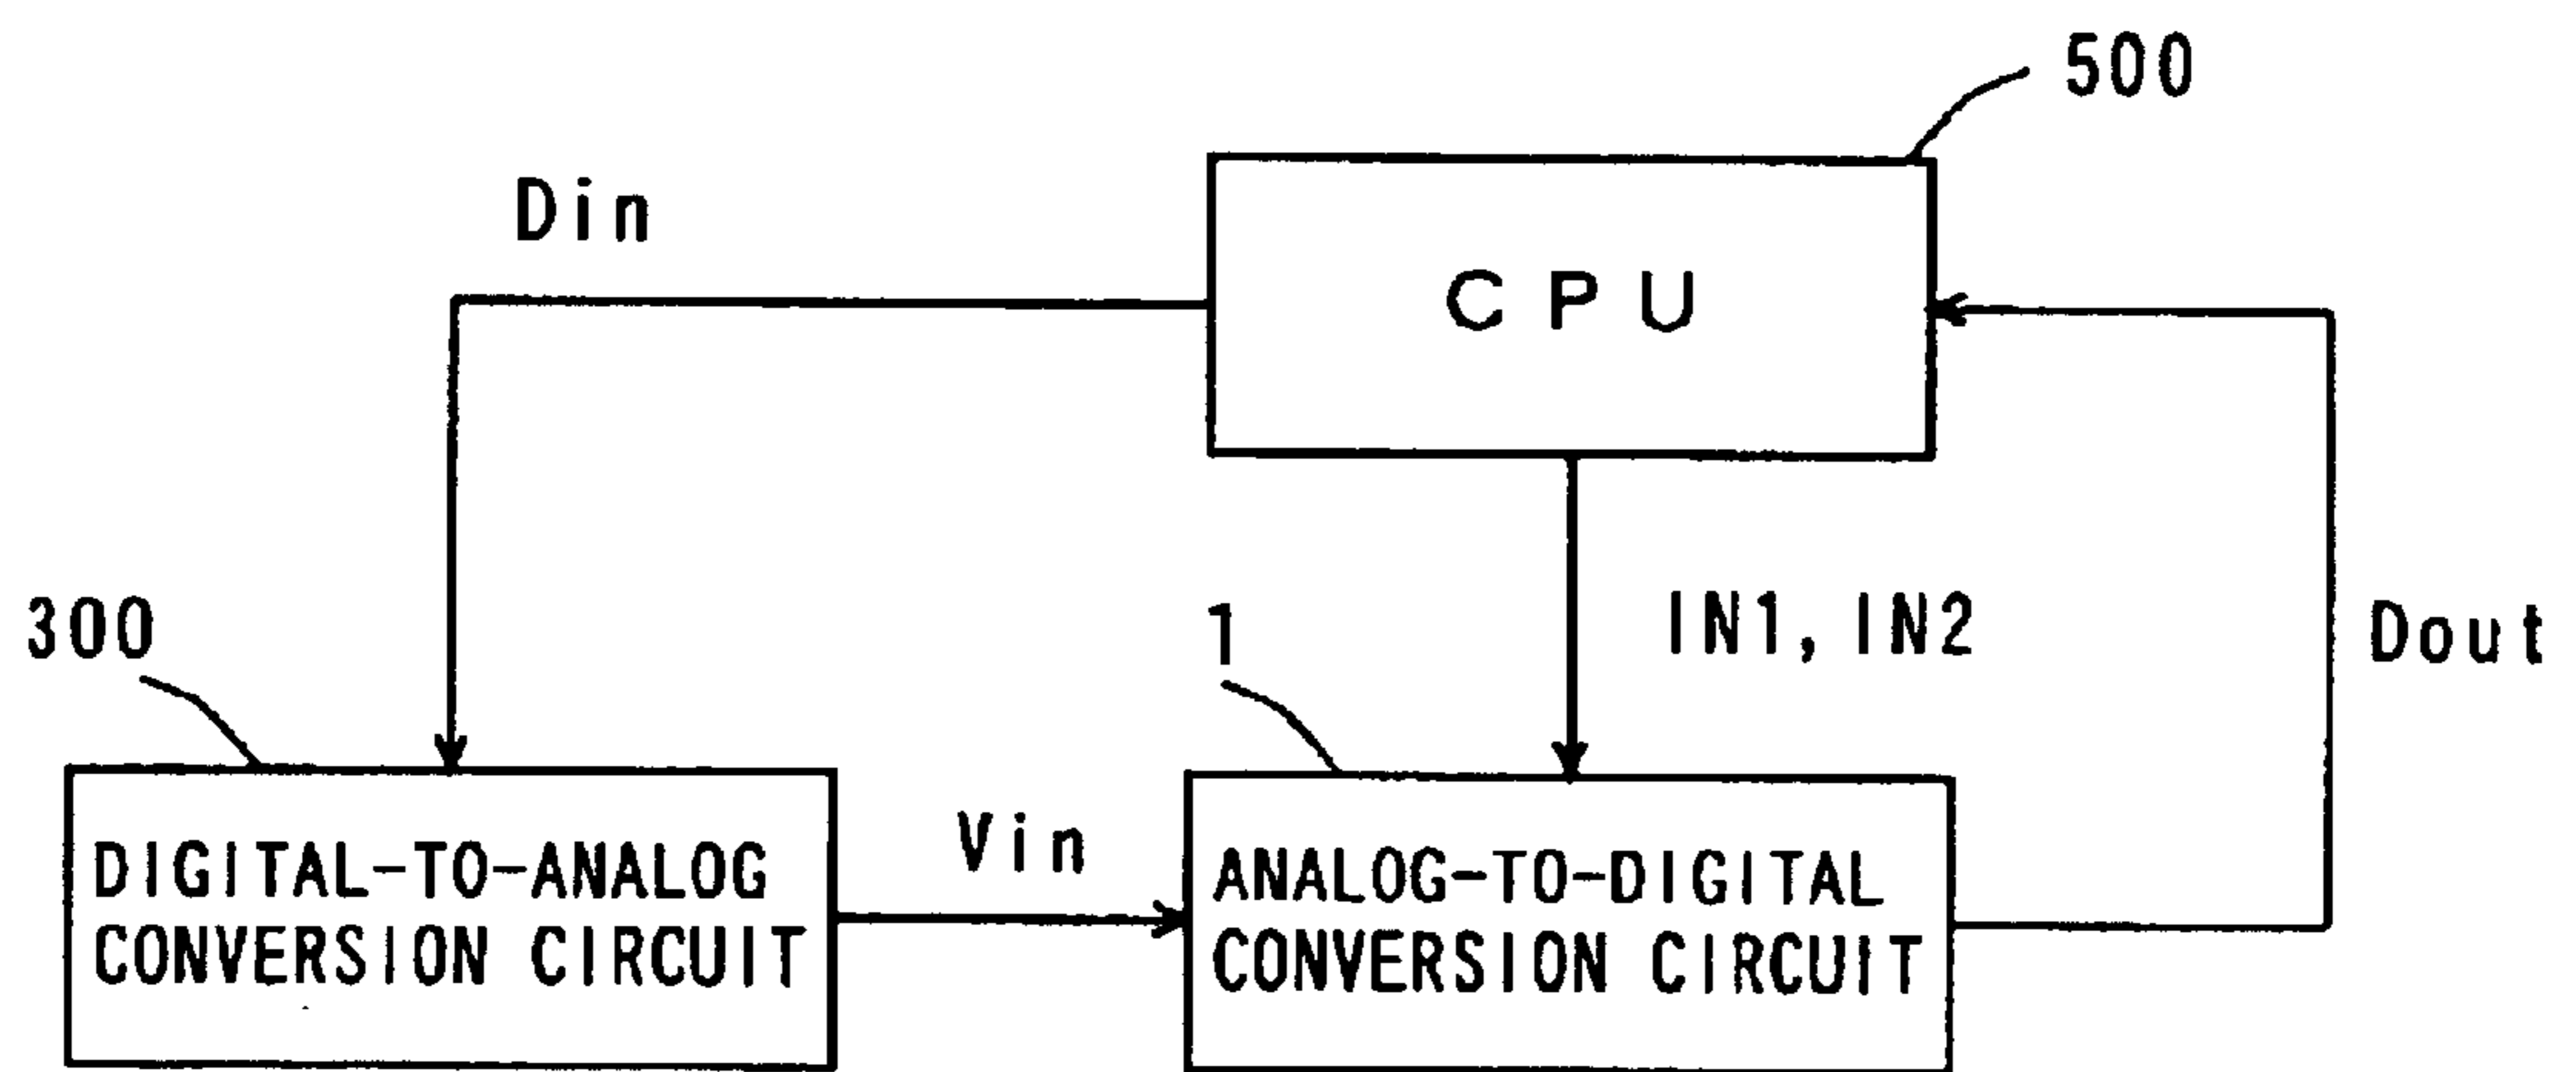 500
Din
CPU
300
1
IN1, IN2
Dout
DIGITAL-TO-ANALOG
CONVERSION CIRCUIT
Vin
ANALOG-TO-DIGITAL
CONVERSION CIRCUIT